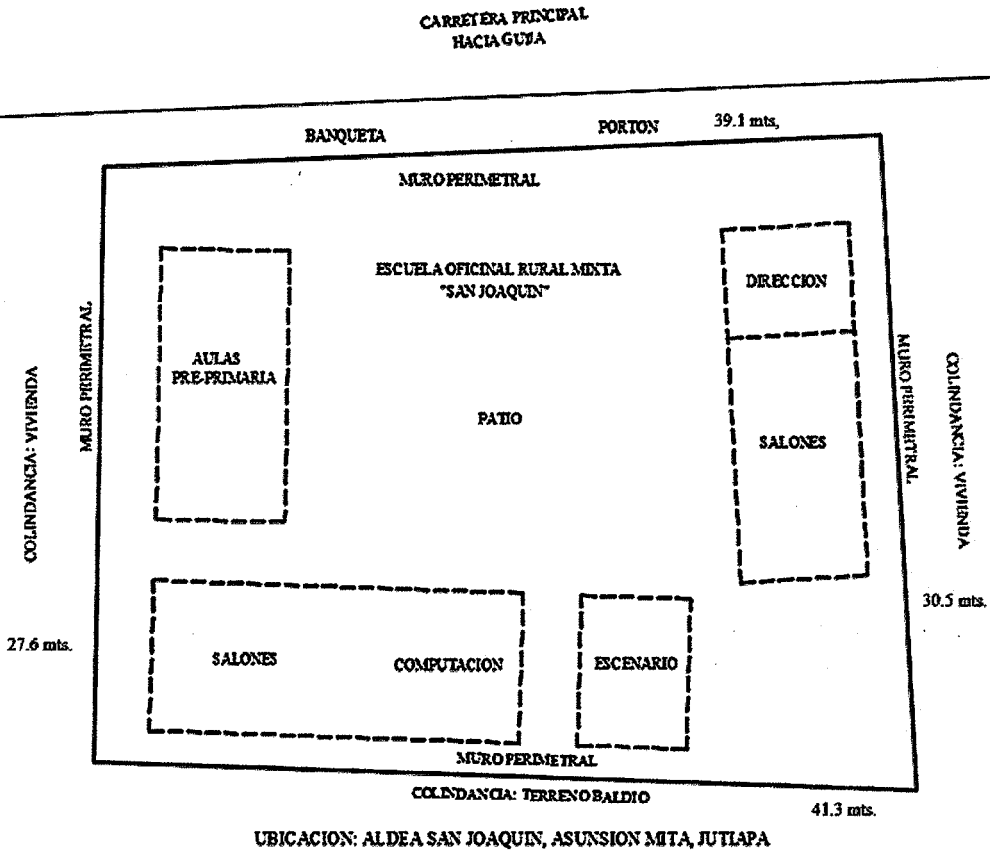 CARRETERA PRINCIPAL
HACIA GUIJA
BANQUETA
PORTON
39.1 mts,
MURO PERIMETRAL
ESCUELA OFICINAL RURAL MIXTA
"SAN JOAQUIN"
DIRECCION
AULAS
PRE-PRIMARIA
MURO PERIMETRAL
COLINDANCIA: VIVIENDA
PATIO
SALONES
MURO PERIMETRAL
COLINDANCIA: VIVIENDA
30.5 mts.
27.6 mts.
SALONES
COMPUTACION
ESCENARIO
MURO PERIMETRAL
COLINDANCIA: TERRENO BALDIO
41.3 mts.
UBICACION: ALDEA SAN JOAQUIN, ASUNSION MITA, JUTIAPA